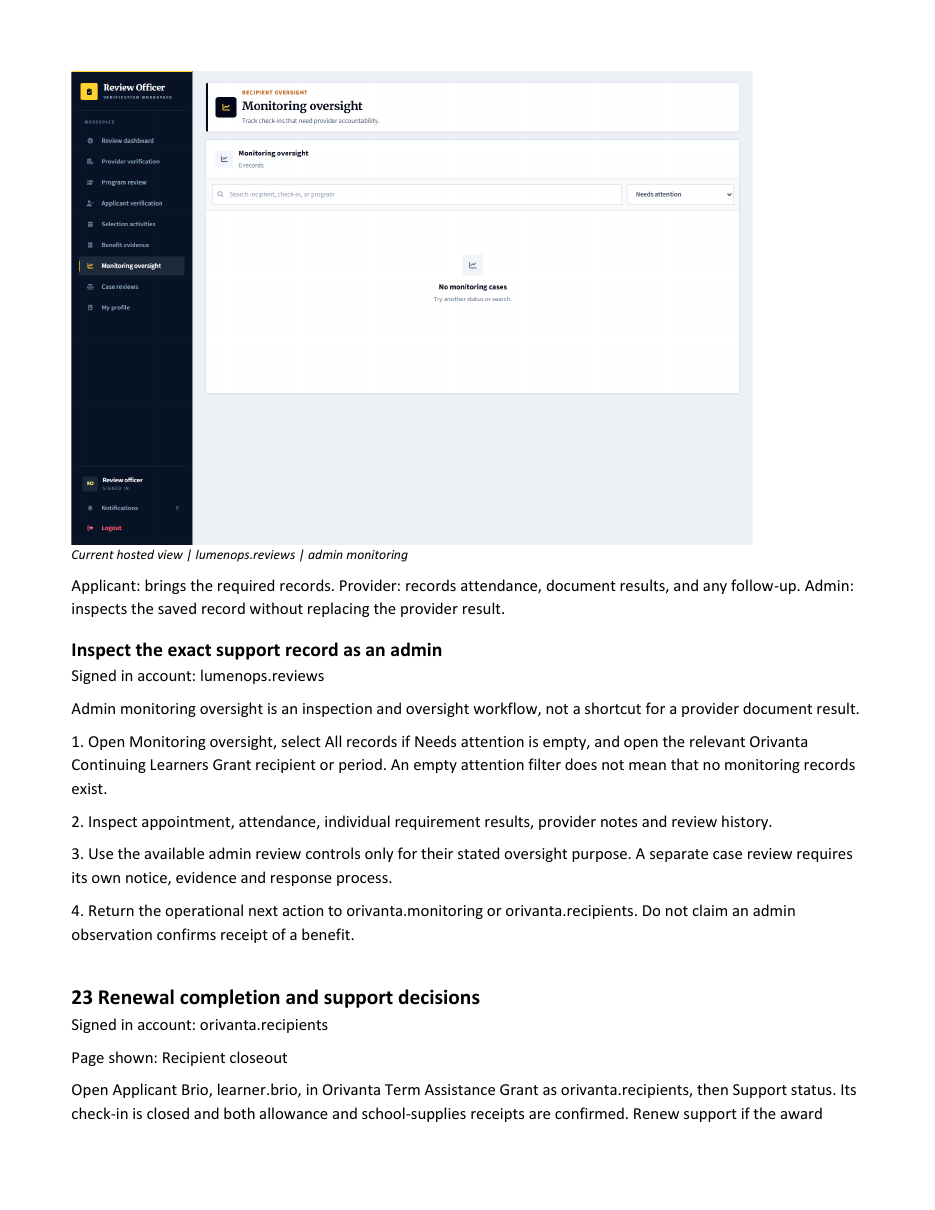 Review Officer
VERIFICATION WORKSPACE
WORKSPACE
Review dashboard
Provider verification
Program review
Applicant verification
Selection activities
Benefit evidence
Monitoring oversight
Case reviews
My profile
RO
Review officer
SIGNED IN
Notifications 0
Logout
RECIPIENT OVERSIGHT
Monitoring oversight
Track check-ins that need provider accountability.
Monitoring oversight
0 records
Search recipient, check-in, or program
Needs attention
No monitoring cases
Try another status or search.
Current hosted view | lumenops.reviews | admin monitoring
Applicant: brings the required records. Provider: records attendance, document results, and any follow-up. Admin:
inspects the saved record without replacing the provider result.
Inspect the exact support record as an admin
Signed in account: lumenops.reviews
Admin monitoring oversight is an inspection and oversight workflow, not a shortcut for a provider document result.
1. Open Monitoring oversight, select All records if Needs attention is empty, and open the relevant Orivanta
Continuing Learners Grant recipient or period. An empty attention filter does not mean that no monitoring records
exist.
2. Inspect appointment, attendance, individual requirement results, provider notes and review history.
3. Use the available admin review controls only for their stated oversight purpose. A separate case review requires
its own notice, evidence and response process.
4. Return the operational next action to orivanta.monitoring or orivanta.recipients. Do not claim an admin
observation confirms receipt of a benefit.
23 Renewal completion and support decisions
Signed in account: orivanta.recipients
Page shown: Recipient closeout
Open Applicant Brio, learner.brio, in Orivanta Term Assistance Grant as orivanta.recipients, then Support status. Its
check-in is closed and both allowance and school-supplies receipts are confirmed. Renew support if the award